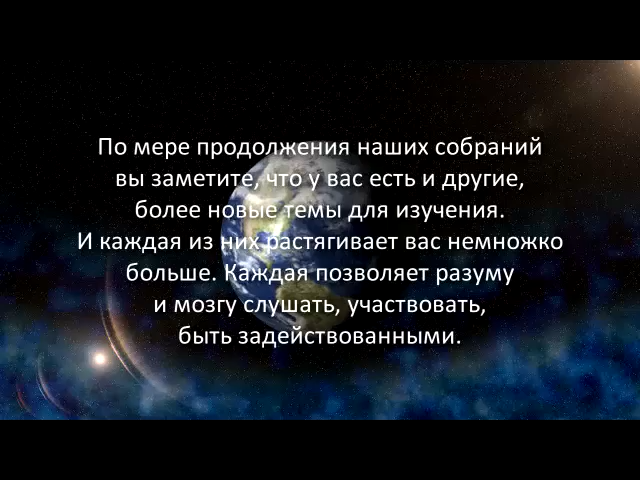 По мере продолжения наших собраний
вы заметите, что у вас есть и другие,
более новые темы для изучения.
И каждая из них растягивает вас немножко
больше. Каждая позволяет разуму
и мозгу слушать, участвовать,
быть задействованными.